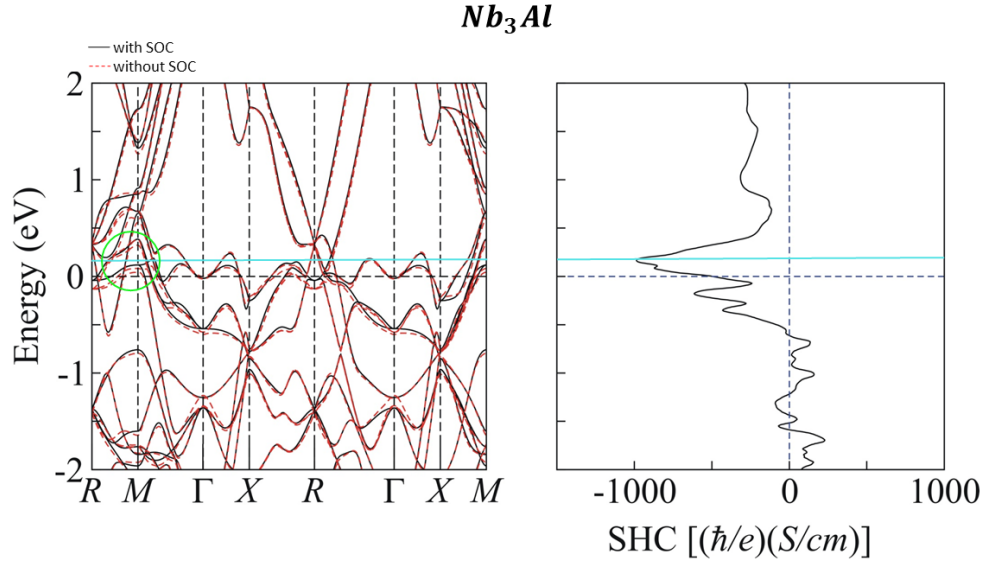 Nb₃Al
with SOC
without SOC
2
1
0
-1
-2
Energy (eV)
R M Γ X R Γ X M
-1000 0 1000
SHC [(ħ/e)(S/cm)]